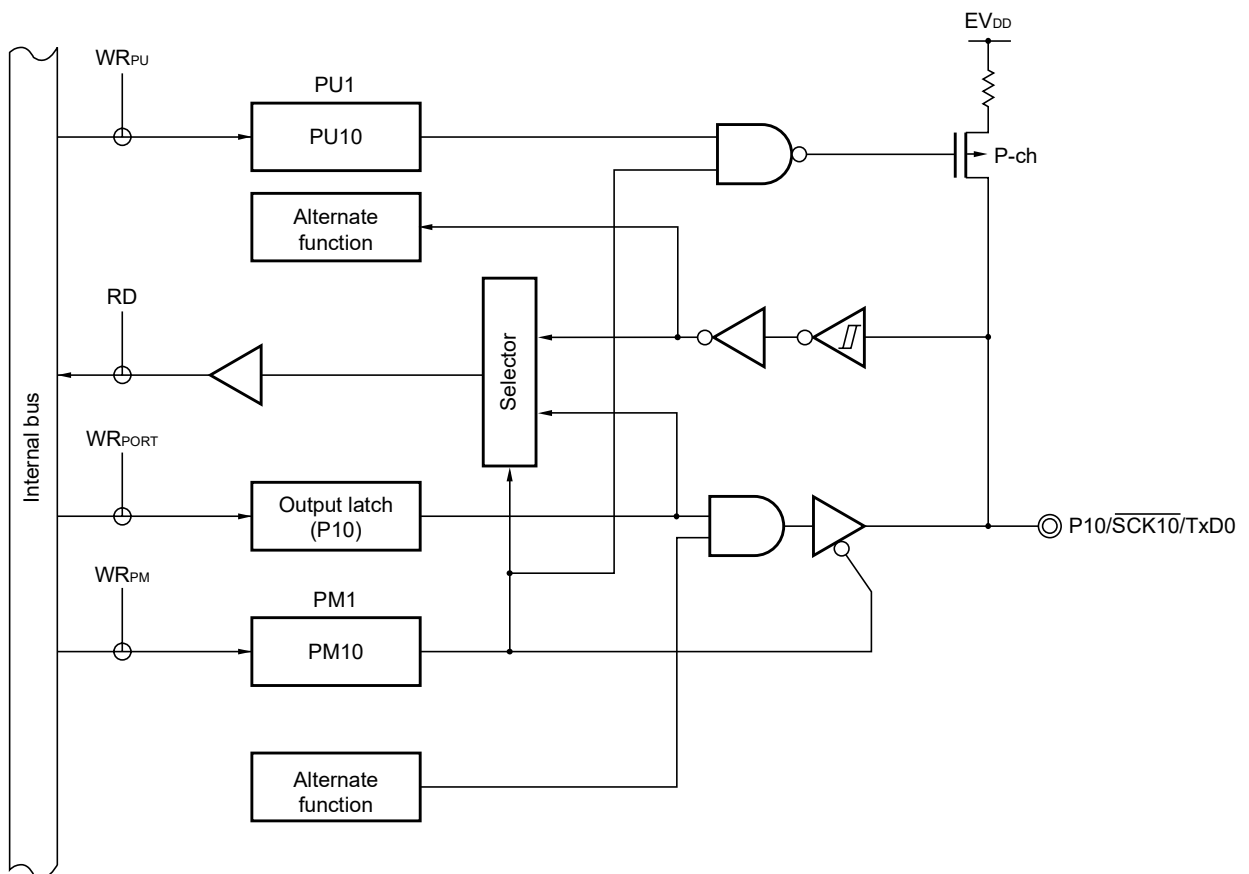 EVDD
WRPU
PU1
PU10
P-ch
Alternate
function
RD
Selector
Internal bus
WRPORT
Output latch
(P10)
P10/SCK10/TxD0
WRPM
PM1
PM10
Alternate
function